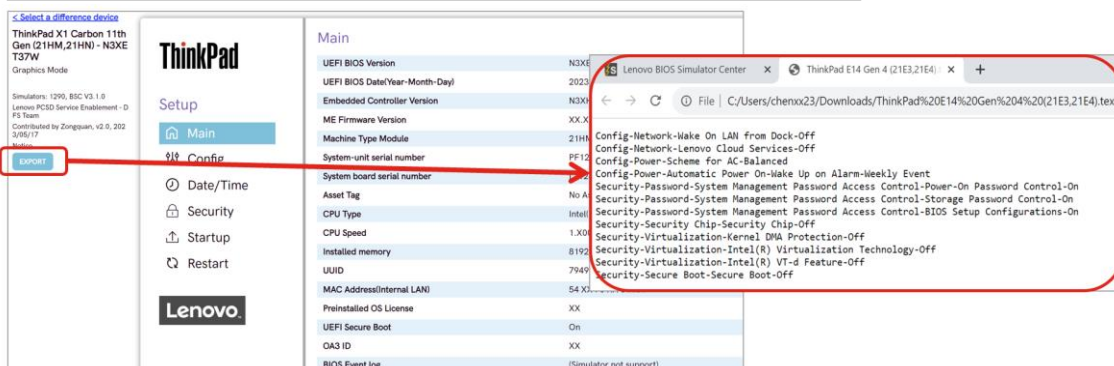 < Select a difference device
ThinkPad X1 Carbon 11th
Gen (21HM,21HN) - N3XE
T37W
Graphics Mode
Simulators: 1290, BSC V3.1.0
Lenovo PCSD Service Enablement - D
FS Team
Contributed by Zongquan, v2.0, 202
3/05/17
Notice
EXPORT
ThinkPad
Setup
Main
Config
Date/Time
Security
Startup
Restart
Lenovo
Main
UEFI BIOS Version N3XE
UEFI BIOS Date(Year-Month-Day) 2023
Embedded Controller Version N3XH
ME Firmware Version XX.X
Machine Type Module 21HM
System-unit serial number PF12
System board serial number
Asset Tag No A
CPU Type Intel(
CPU Speed 1.X0
Installed memory 8192
UUID 7949
MAC Address(Internal LAN) 54 XX
Preinstalled OS License XX
UEFI Secure Boot On
OA3 ID XX
BIOS Event log (Simulator not support)
Lenovo BIOS Simulator Center × ThinkPad E14 Gen 4 (21E3,21E4) × +
File | C:/Users/chenxx23/Downloads/ThinkPad%20E14%20Gen%204%20(21E3,21E4).tex
Config-Network-Wake On LAN from Dock-Off
Config-Network-Lenovo Cloud Services-Off
Config-Power-Scheme for AC-Balanced
Config-Power-Automatic Power On-Wake Up on Alarm-Weekly Event
Security-Password-System Management Password Access Control-Power-On Password Control-On
Security-Password-System Management Password Access Control-Storage Password Control-On
Security-Password-System Management Password Access Control-BIOS Setup Configurations-On
Security-Security Chip-Security Chip-Off
Security-Virtualization-Kernel DMA Protection-Off
Security-Virtualization-Intel(R) Virtualization Technology-Off
Security-Virtualization-Intel(R) VT-d Feature-Off
Security-Secure Boot-Secure Boot-Off